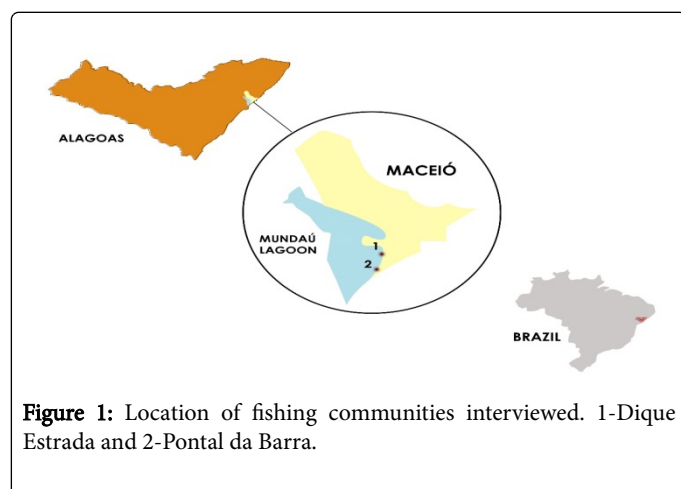 ALAGOAS
MACEIÓ
MUNDAÚ
LAGOON
1
2
BRAZIL
Figure 1: Location of fishing communities interviewed. 1-Dique
Estrada and 2-Pontal da Barra.